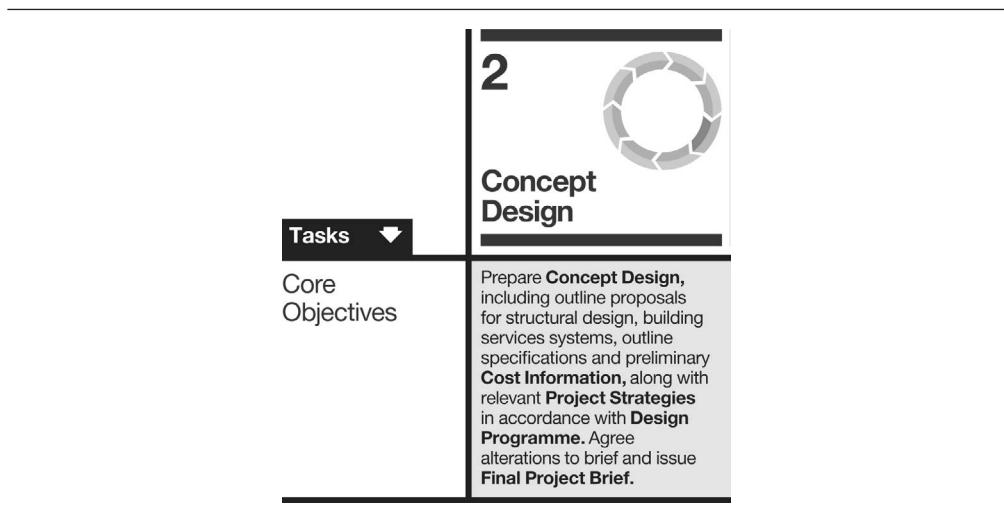 2
Concept
Design
Tasks
Core
Objectives
Prepare Concept Design,
including outline proposals
for structural design, building
services systems, outline
specifications and preliminary
Cost Information, along with
relevant Project Strategies
in accordance with Design
Programme. Agree
alterations to brief and issue
Final Project Brief.